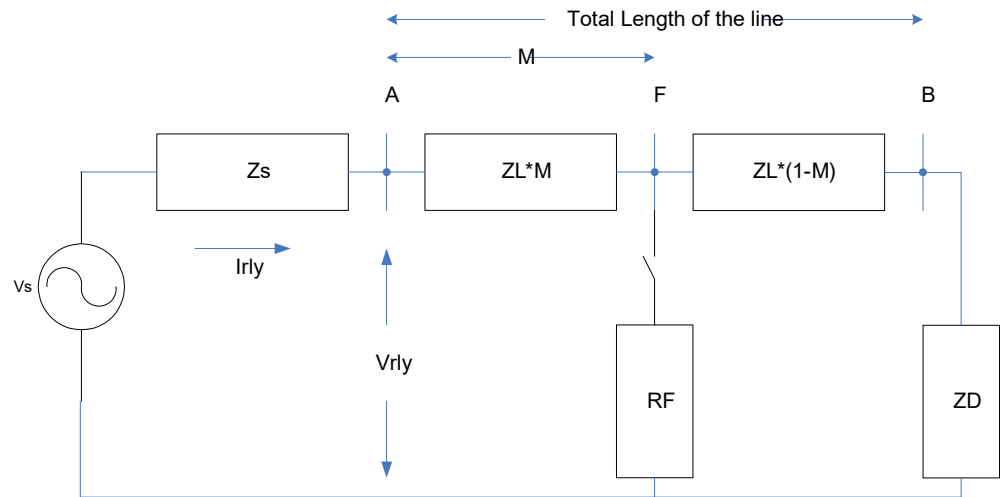 Total Length of the line
M
A
F
B
Zs
ZL*M
ZL*(1-M)
Irly
Vs
Vrly
RF
ZD